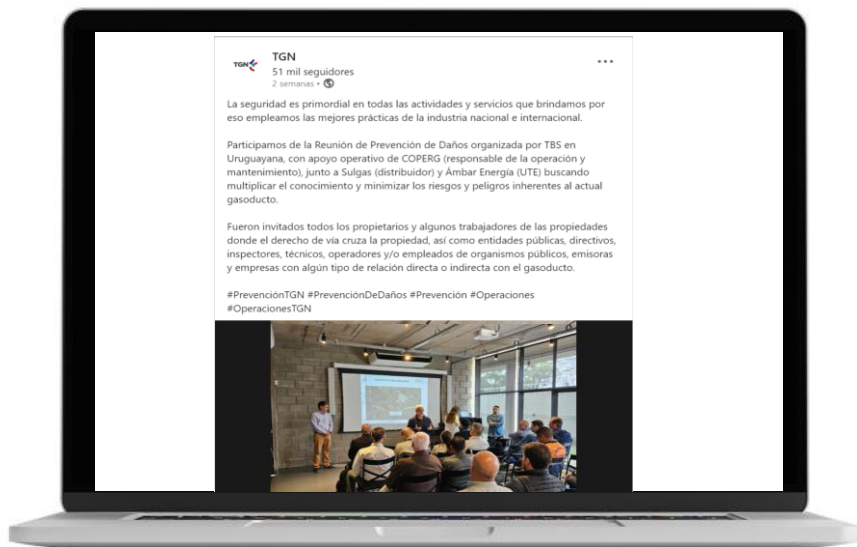 TGN
TGN
51 mil seguidores
2 semanas •
La seguridad es primordial en todas las actividades y servicios que brindamos por
eso empleamos las mejores prácticas de la industria nacional e internacional.
Participamos de la Reunión de Prevención de Daños organizada por TBS en
Uruguayana, con apoyo operativo de COPERG (responsable de la operación y
mantenimiento), junto a Sulgas (distribuidor) y Ámbar Energía (UTE) buscando
multiplicar el conocimiento y minimizar los riesgos y peligros inherentes al actual
gasoducto.
Fueron invitados todos los propietarios y algunos trabajadores de las propiedades
donde el derecho de vía cruza la propiedad, así como entidades públicas, directivos,
inspectores, técnicos, operadores y/o empleados de organismos públicos, emisoras
y empresas con algún tipo de relación directa o indirecta con el gasoducto.
#PrevenciónTGN #PrevenciónDeDaños #Prevención #Operaciones
#OperacionesTGN